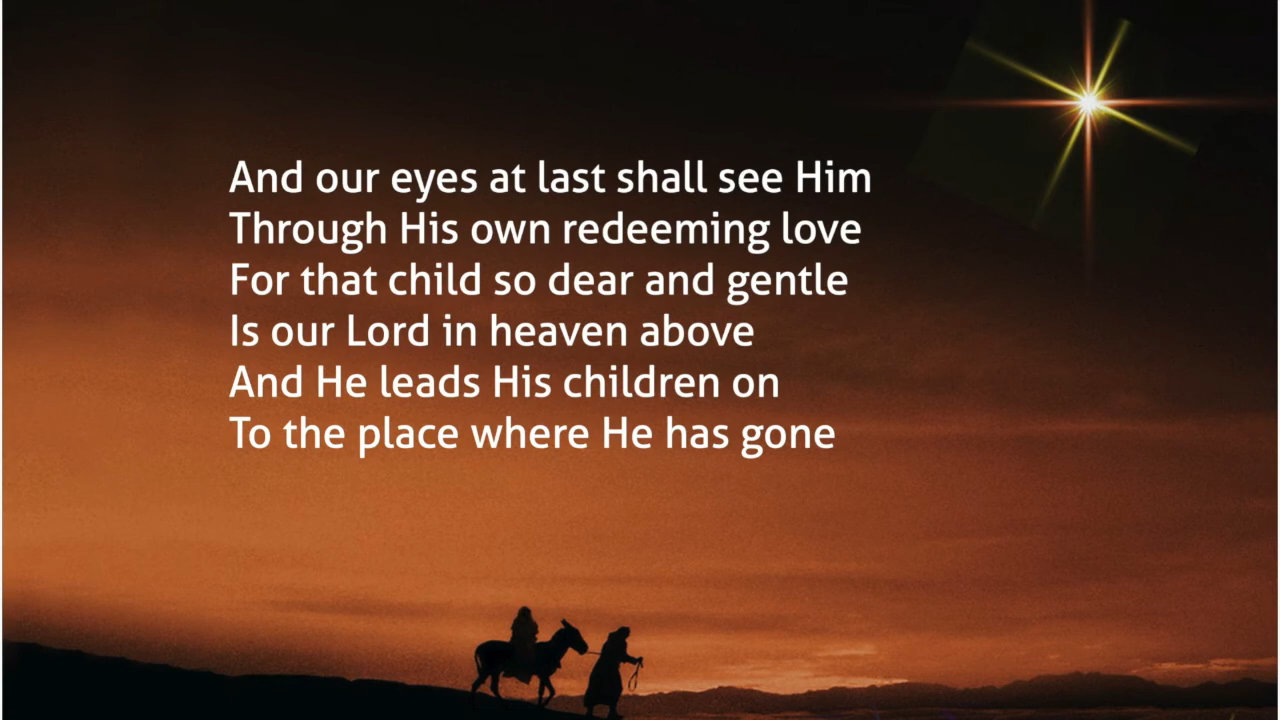 And our eyes at last shall see Him
Through His own redeeming love
For that child so dear and gentle
Is our Lord in heaven above
And He leads His children on
To the place where He has gone